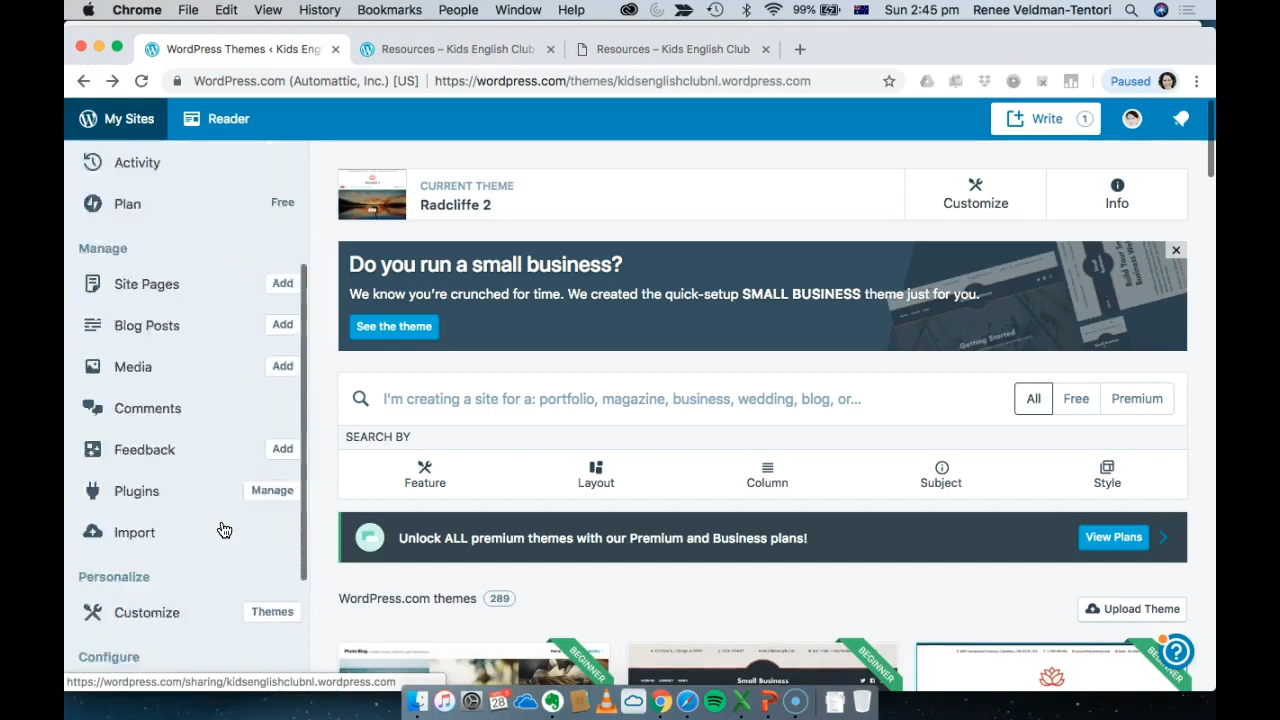 Chrome File Edit View History Bookmarks People Window Help 99% Sun 2:45 pm Renee Veldman-Tentori
WordPress Themes ‹ Kids Eng Resources – Kids English Club Resources – Kids English Club
WordPress.com (Automattic, Inc.) [US] https://wordpress.com/themes/kidsenglishclubnl.wordpress.com Paused
My Sites Reader Write 1
Activity
Plan Free
Manage
Site Pages Add
Blog Posts Add
Media Add
Comments
Feedback Add
Plugins Manage
Import
Personalize
Customize Themes
Configure
https://wordpress.com/sharing/kidsenglishclubnl.wordpress.com
CURRENT THEME
Radcliffe 2
Customize
Info
Do you run a small business?
We know you're crunched for time. We created the quick-setup SMALL BUSINESS theme just for you.
See the theme
Getting Started
I'm creating a site for a: portfolio, magazine, business, wedding, blog, or...
All Free Premium
SEARCH BY
Feature Layout Column Subject Style
Unlock ALL premium themes with our Premium and Business plans!
View Plans
WordPress.com themes 289
Upload Theme
Photo Blog
BEGINNER
Small Business
BEGINNER
BEGINNER
28